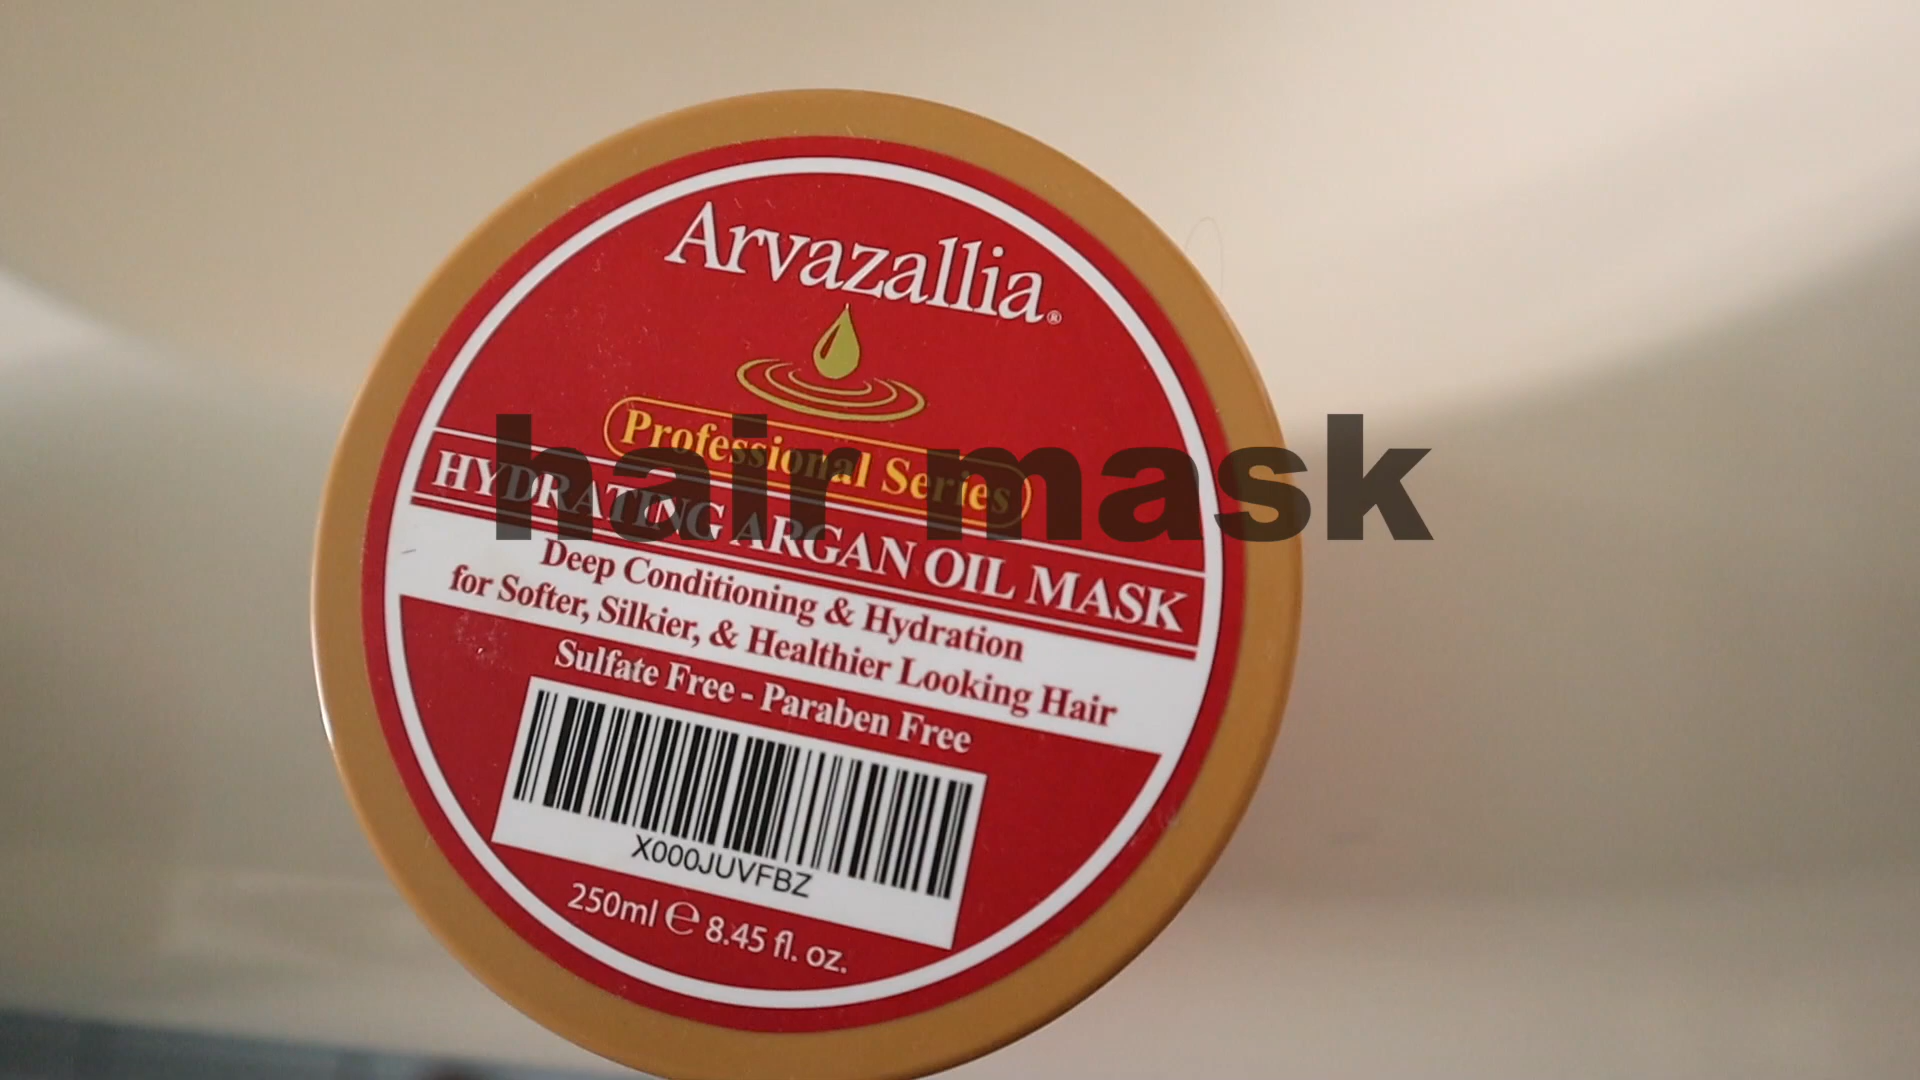 Arvazallia®
Professional Series
hair mask
HYDRATING ARGAN OIL MASK
Deep Conditioning & Hydration
for Softer, Silkier, & Healthier Looking Hair
Sulfate Free - Paraben Free
X000JUVFBZ
250ml ℮ 8.45 fl. oz.